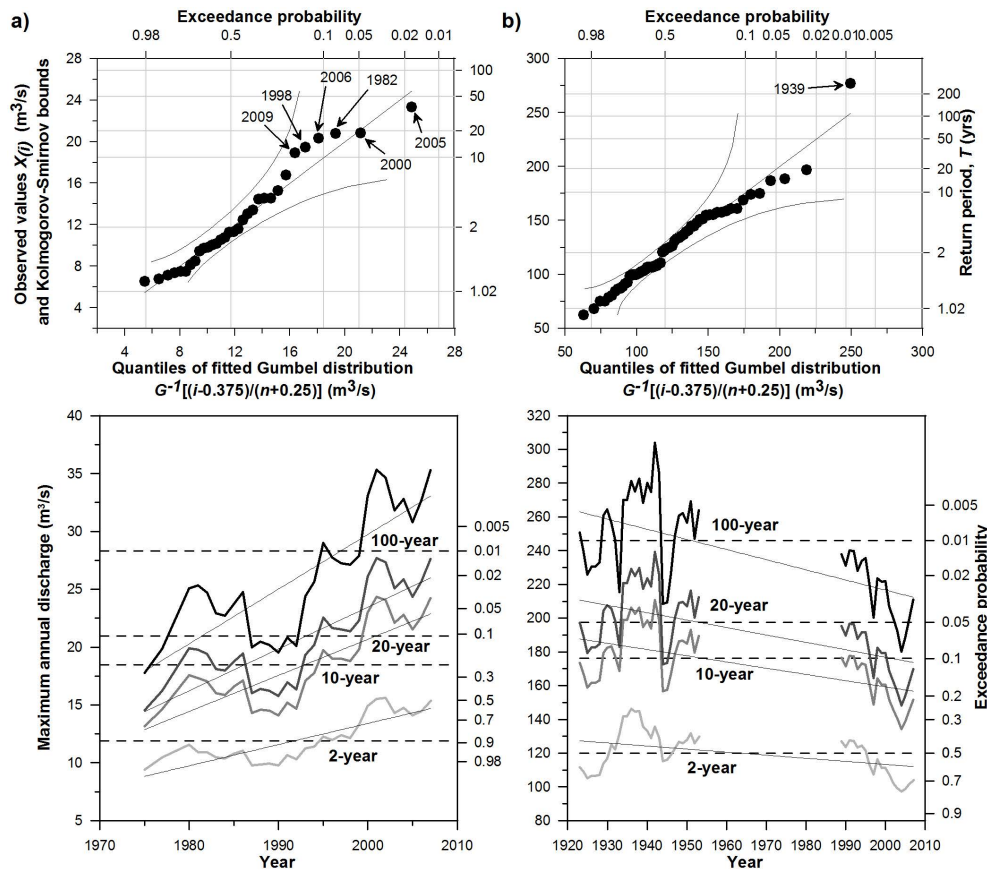 a)
Exceedance probability
0.98 0.5 0.1 0.05 0.02 0.01
Observed values X(i) (m3/s)
and Kolmogorov-Smirnov bounds
28
24
20
16
12
8
4
2009
1998
2006
1982
2000
2005
100
50
20
10
2
1.02
4 8 12 16 20 24 28
Quantiles of fitted Gumbel distribution
G-1[(i-0.375)/(n+0.25)] (m3/s)
b)
Exceedance probability
0.98 0.5 0.1 0.05 0.02 0.01 0.005
300
250
200
150
100
50
1939
200
100
50
20
10
2
1.02
Return period, T (yrs)
50 100 150 200 250 300
Quantiles of fitted Gumbel distribution
G-1[(i-0.375)/(n+0.25)] (m3/s)
Maximum annual discharge (m3/s)
40
35
30
25
20
15
10
5
100-year
20-year
10-year
2-year
0.005
0.01
0.02
0.05
0.1
0.3
0.5
0.7
0.9
0.98
1970 1980 1990 2000 2010
Year
320
300
280
260
240
220
200
180
160
140
120
100
80
100-year
20-year
10-year
2-year
0.005
0.01
0.02
0.05
0.1
0.2
0.3
0.5
0.7
0.9
Exceedance probability
1920 1930 1940 1950 1960 1970 1980 1990 2000 2010
Year